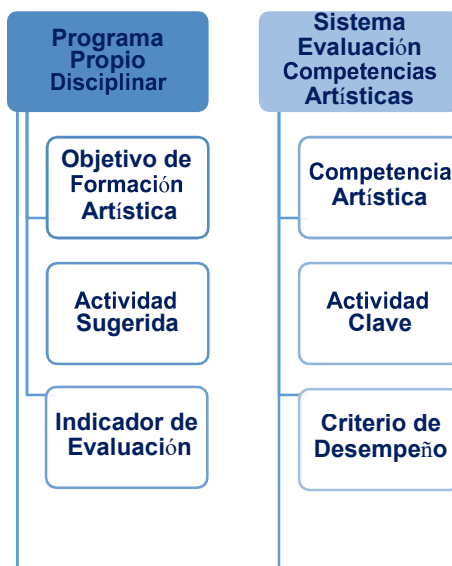 Programa
Propio
Disciplinar
Objetivo de
Formación
Artística
Actividad
Sugerida
Indicador de
Evaluación
Sistema
Evaluación
Competencias
Artísticas
Competencia
Artística
Actividad
Clave
Criterio de
Desempeño